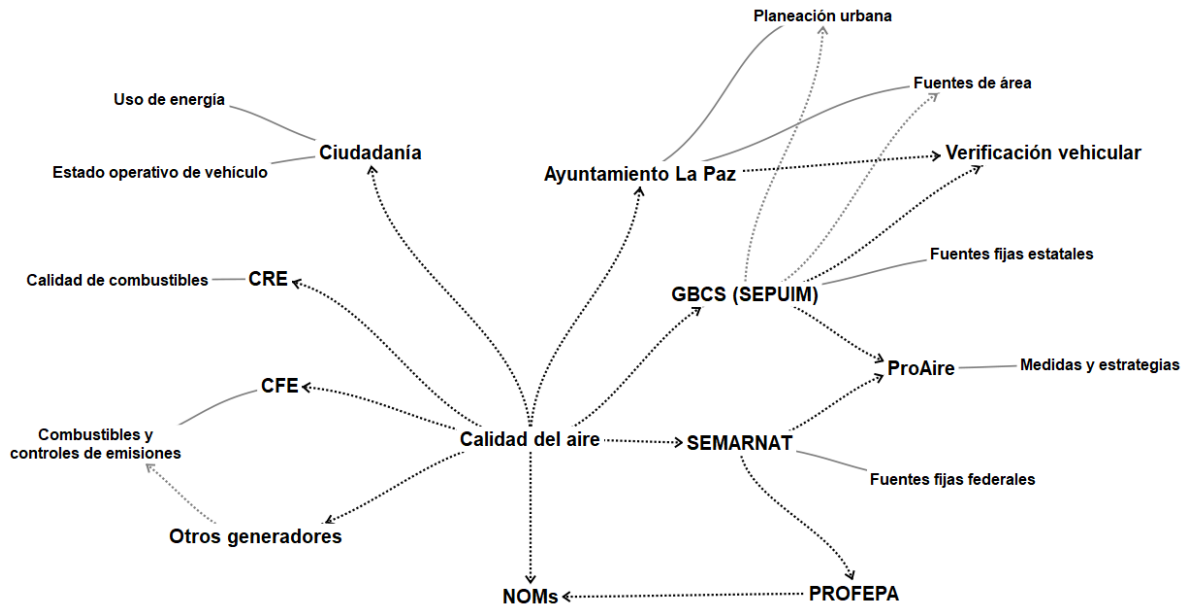 Planeación urbana
Fuentes de área
Uso de energía
Ciudadanía
Verificación vehicular
Estado operativo de vehículo
Ayuntamiento La Paz
Fuentes fijas estatales
Calidad de combustibles
CRE
GBCS (SEPUIM)
ProAire
Medidas y estrategias
CFE
Combustibles y
controles de emisiones
Calidad del aire
SEMARNAT
Fuentes fijas federales
Otros generadores
NOMs
PROFEPA